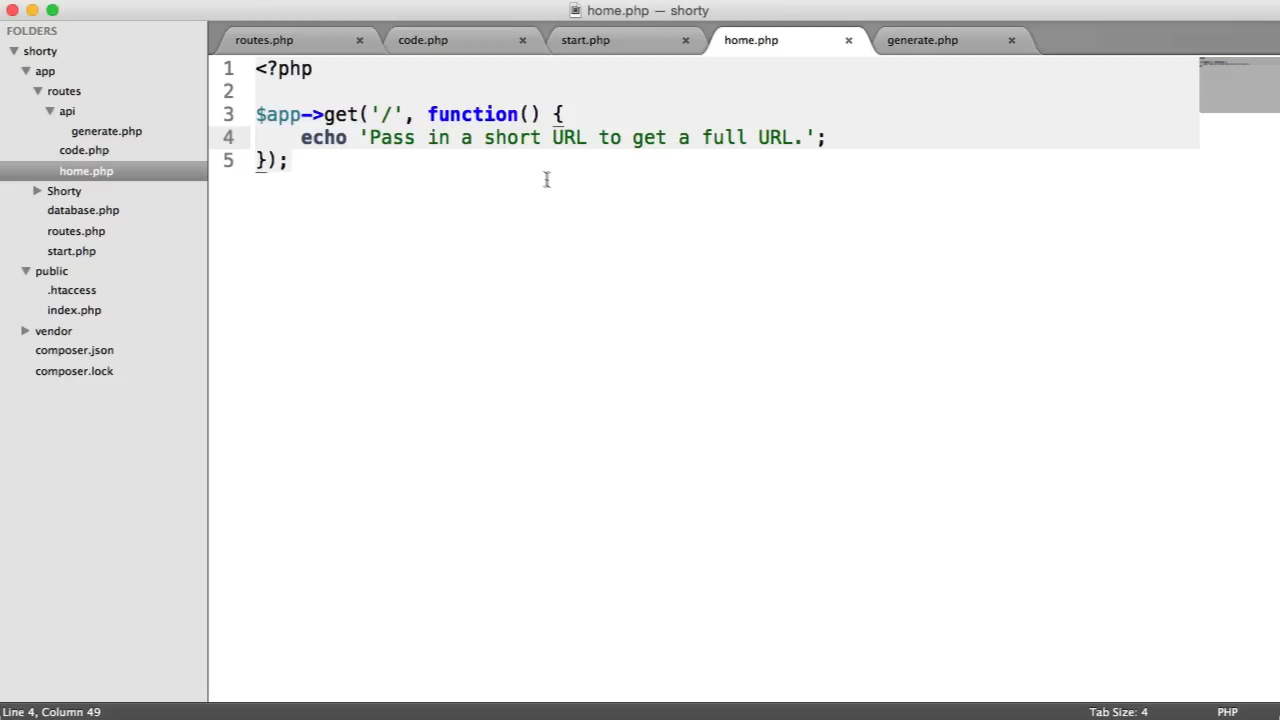 home.php — shorty
FOLDERS
shorty
app
routes
api
generate.php
code.php
home.php
Shorty
database.php
routes.php
start.php
public
.htaccess
index.php
vendor
composer.json
composer.lock
routes.php
code.php
start.php
home.php
generate.php
1 <?php
2
3 $app->get('/', function() {
4     echo 'Pass in a short URL to get a full URL.';
5 });
Line 4, Column 49
Tab Size: 4
PHP